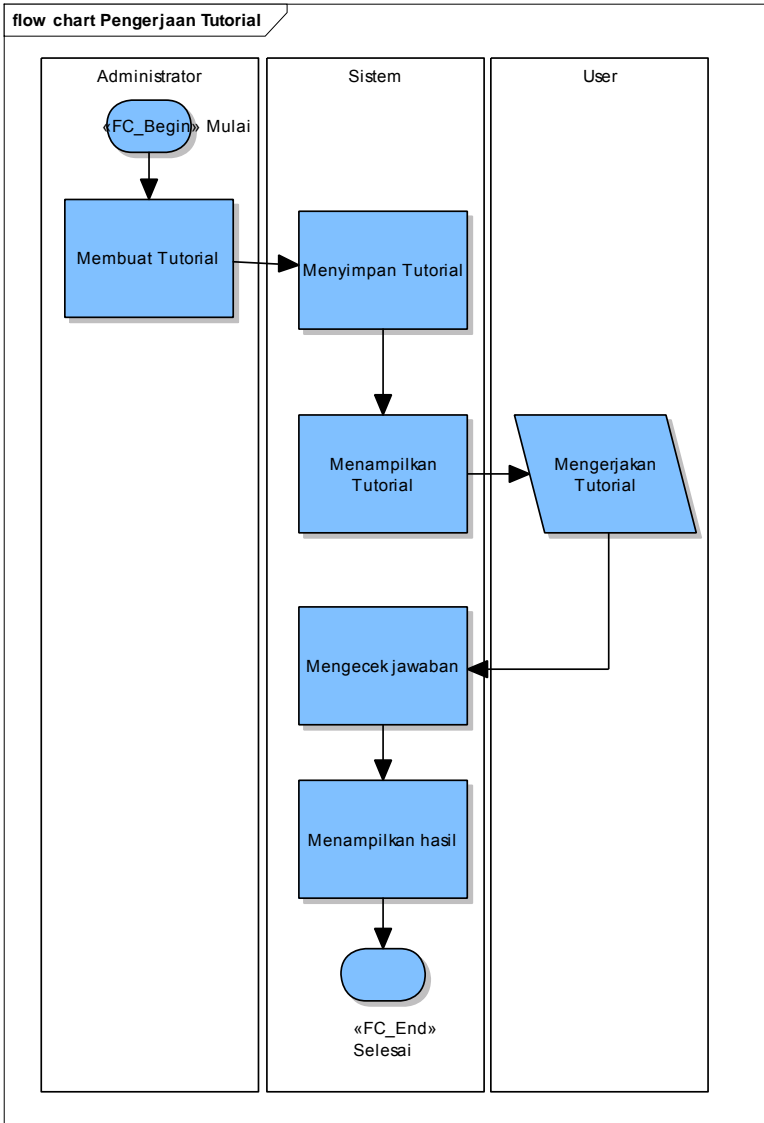 flow chart Pengerjaan Tutorial
Administrator
Sistem
User
«FC_Begin» Mulai
Membuat Tutorial
Menyimpan Tutorial
Menampilkan
Tutorial
Mengerjakan
Tutorial
Mengecek jawaban
Menampilkan hasil
«FC_End»
Selesai